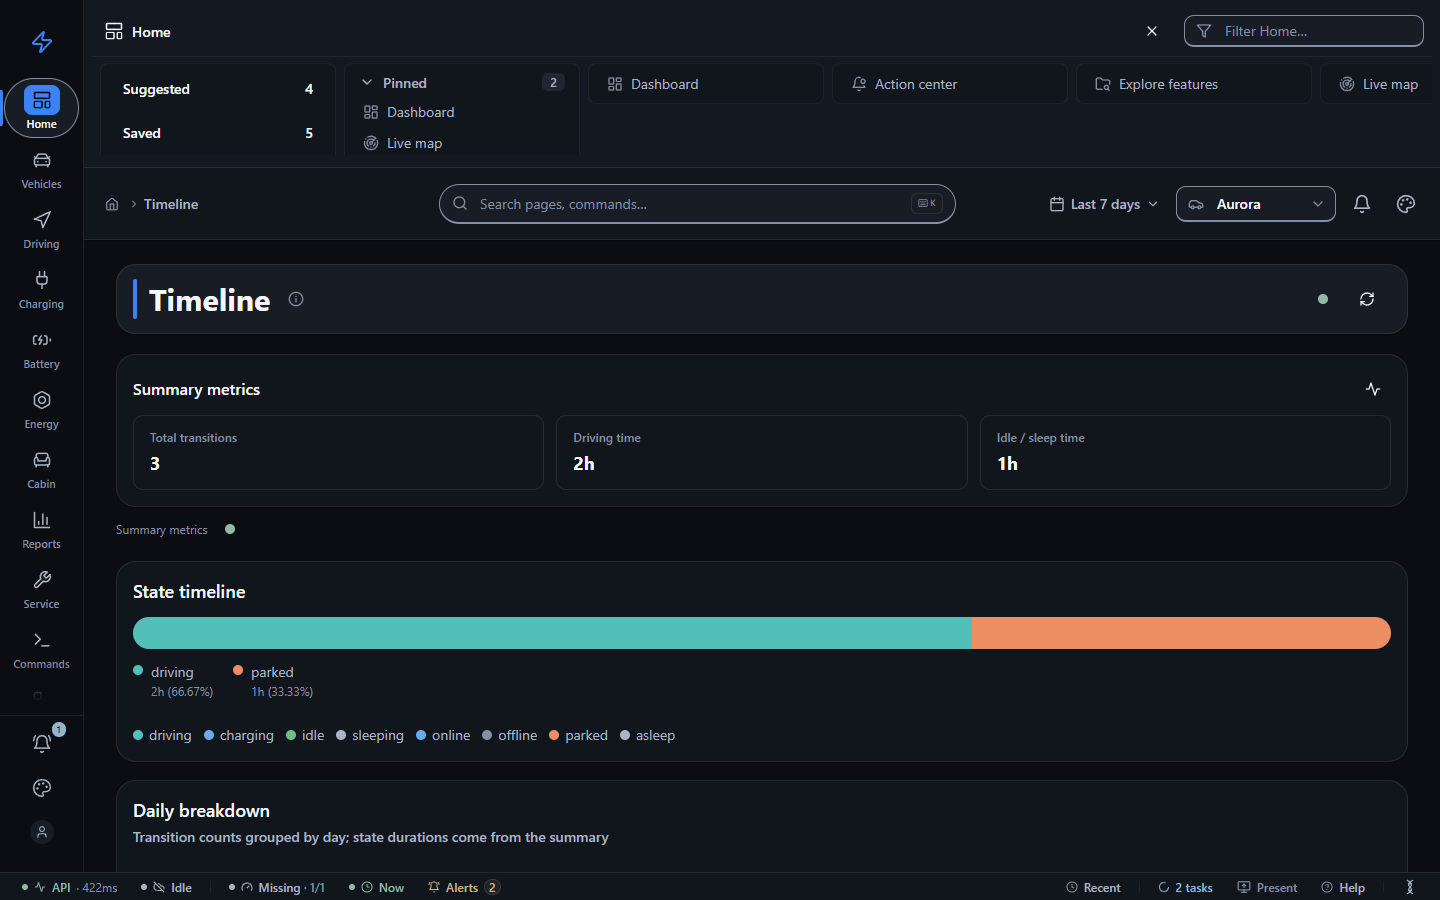 Home
Filter Home...
Suggested 4
Saved 5
Pinned 2
Dashboard
Live map
Dashboard
Action center
Explore features
Live map
Home
Vehicles
Driving
Charging
Battery
Energy
Cabin
Reports
Service
Commands
1
Timeline
Search pages, commands...
K
Last 7 days
Aurora
Timeline
Summary metrics
Total transitions
3
Driving time
2h
Idle / sleep time
1h
Summary metrics
State timeline
driving
2h (66.67%)
parked
1h (33.33%)
driving charging idle sleeping online offline parked asleep
Daily breakdown
Transition counts grouped by day; state durations come from the summary
API · 422ms
Idle
Missing · 1/1
Now
Alerts 2
Recent
2 tasks
Present
Help